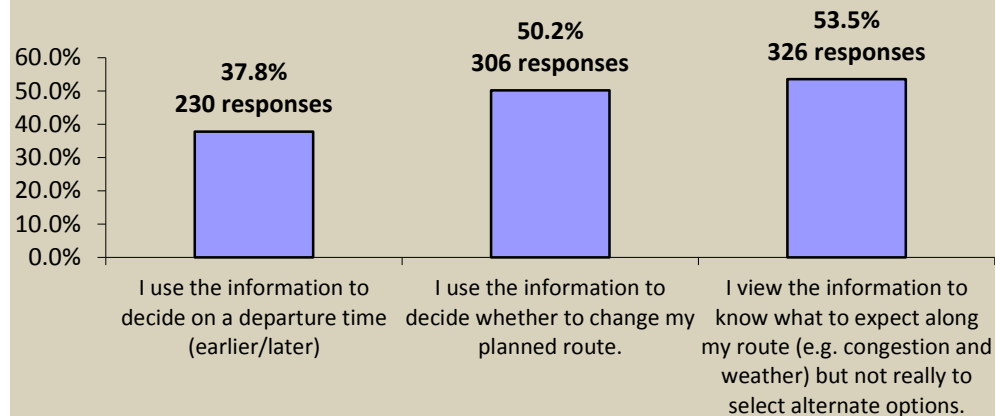 53.5%
326 responses
50.2%
306 responses
37.8%
230 responses
60.0%
50.0%
40.0%
30.0%
20.0%
10.0%
0.0%
I use the information to
decide on a departure time
(earlier/later)
I use the information to
decide whether to change my
planned route.
I view the information to
know what to expect along
my route (e.g. congestion and
weather) but not really to
select alternate options.